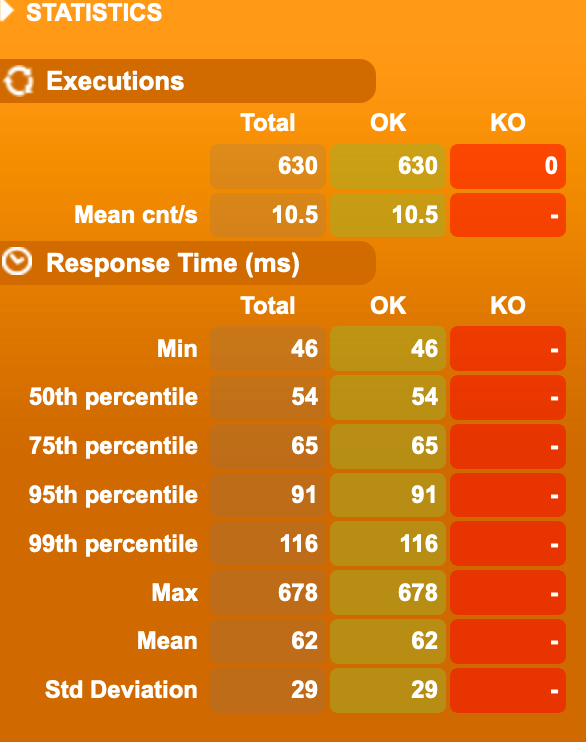 STATISTICS
Executions
Total OK KO
630 630 0
Mean cnt/s 10.5 10.5 -
Response Time (ms)
Total OK KO
Min 46 46 -
50th percentile 54 54 -
75th percentile 65 65 -
95th percentile 91 91 -
99th percentile 116 116 -
Max 678 678 -
Mean 62 62 -
Std Deviation 29 29 -